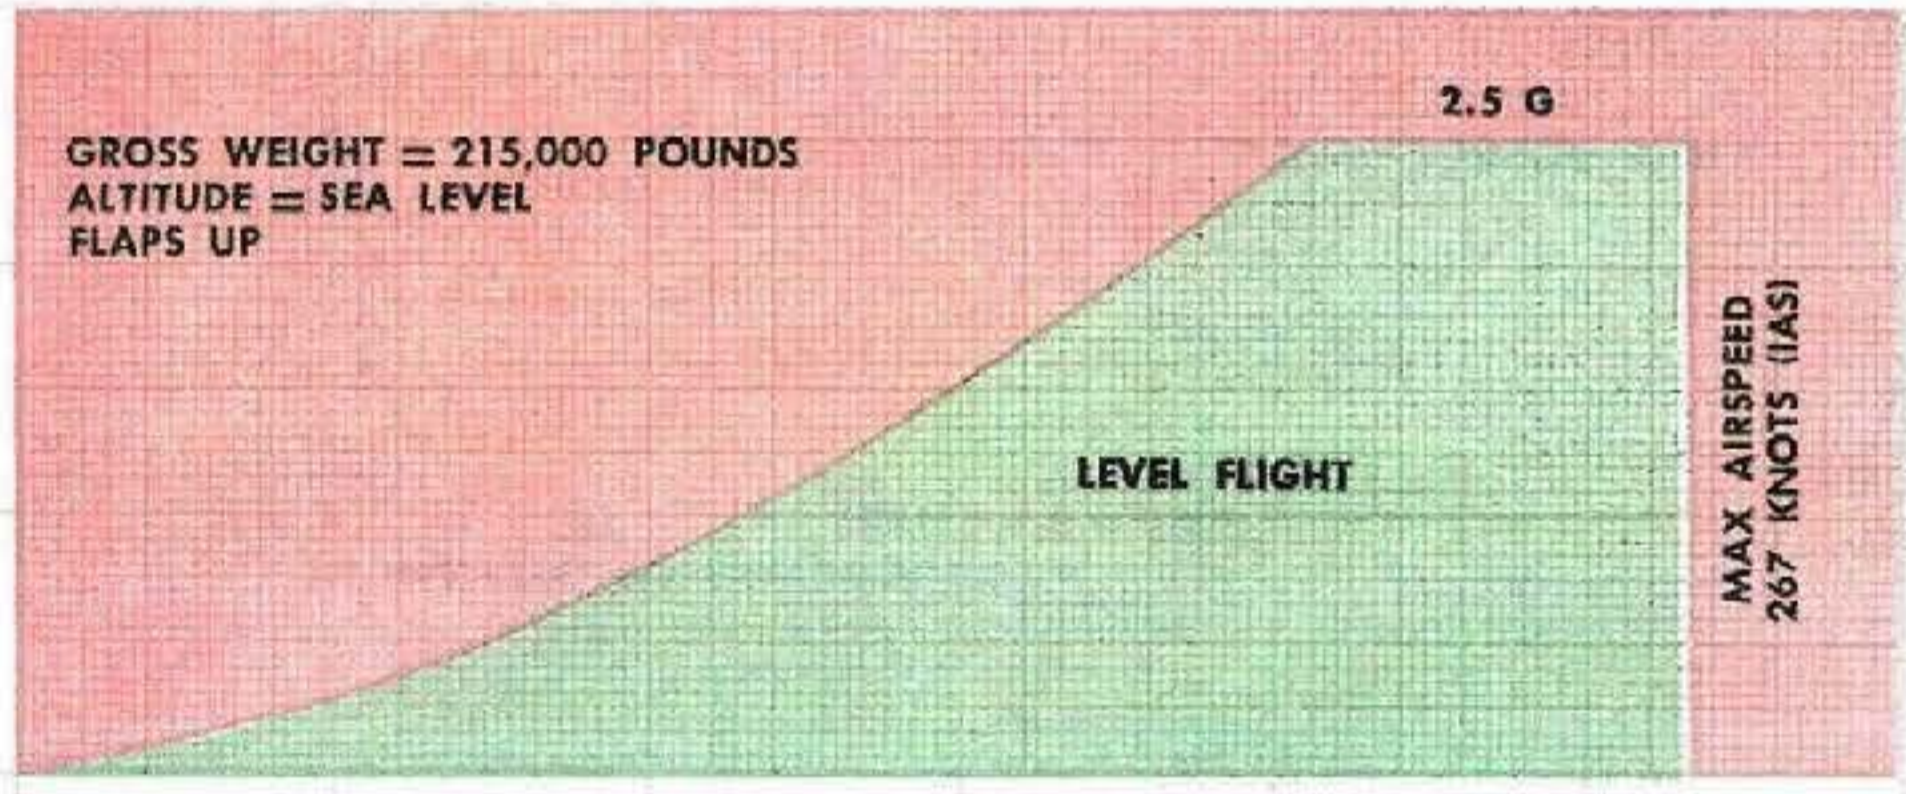 2.5 G
GROSS WEIGHT = 215,000 POUNDS
ALTITUDE = SEA LEVEL
FLAPS UP
LEVEL FLIGHT
MAX AIRSPEED
267 KNOTS (IAS)